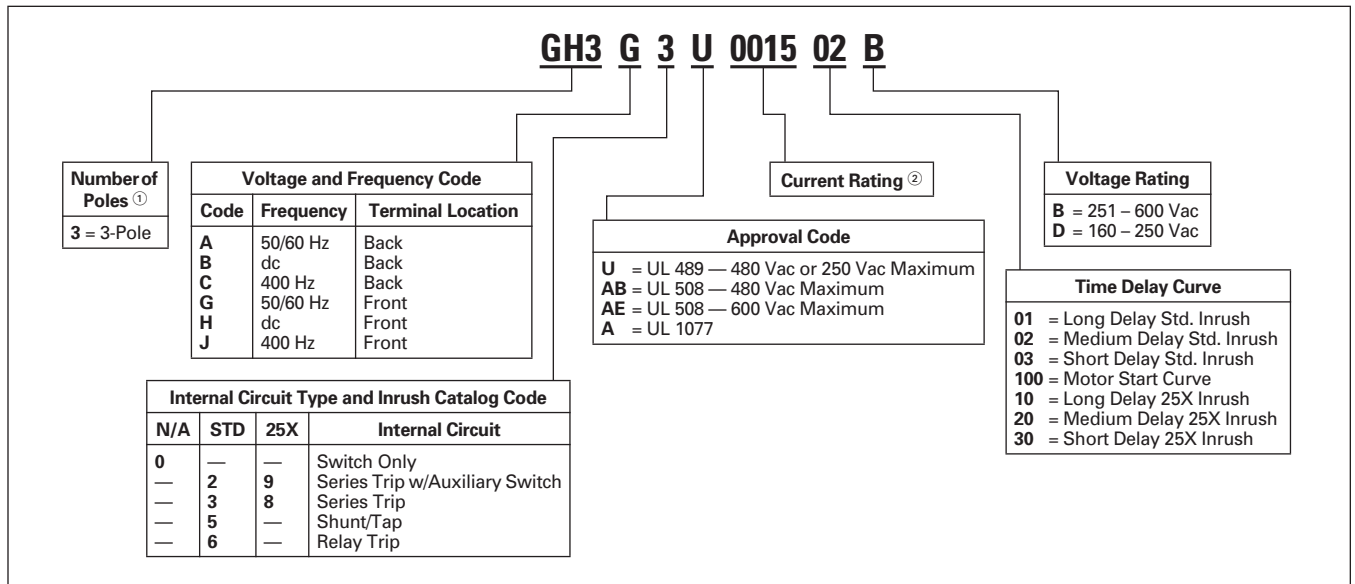 GH3 G 3 U 0015 02 B
Number of
Poles ①
3 = 3-Pole
Voltage and Frequency Code
Code Frequency Terminal Location
A 50/60 Hz Back
B dc Back
C 400 Hz Back
G 50/60 Hz Front
H dc Front
J 400 Hz Front
Internal Circuit Type and Inrush Catalog Code
N/A STD 25X Internal Circuit
0 — — Switch Only
— 2 9 Series Trip w/Auxiliary Switch
— 3 8 Series Trip
— 5 — Shunt/Tap
— 6 — Relay Trip
Approval Code
U = UL 489 — 480 Vac or 250 Vac Maximum
AB = UL 508 — 480 Vac Maximum
AE = UL 508 — 600 Vac Maximum
A = UL 1077
Current Rating ②
Voltage Rating
B = 251 – 600 Vac
D = 160 – 250 Vac
Time Delay Curve
01 = Long Delay Std. Inrush
02 = Medium Delay Std. Inrush
03 = Short Delay Std. Inrush
100 = Motor Start Curve
10 = Long Delay 25X Inrush
20 = Medium Delay 25X Inrush
30 = Short Delay 25X Inrush